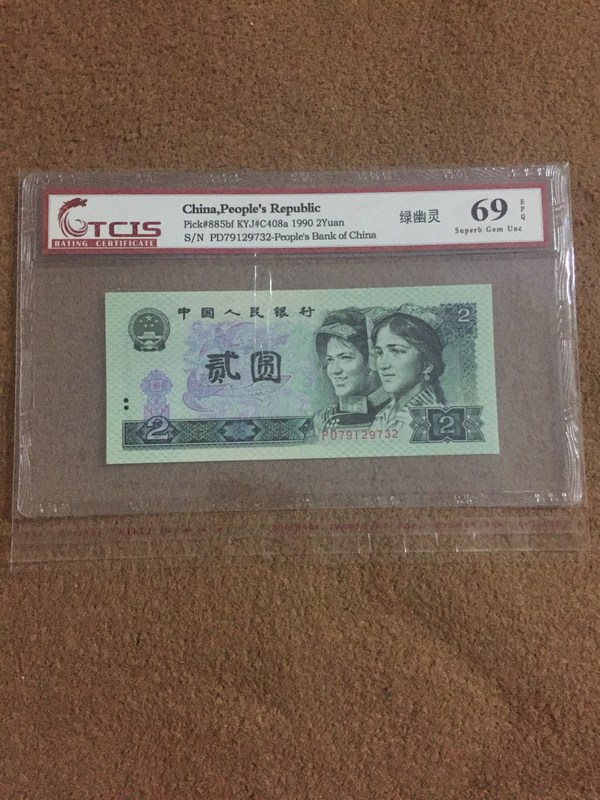 TCIS
RATING CERTIFICATE
China,People's Republic
Pick#885bf KYJ#C408a 1990 2Yuan
S/N PD79129732-People's Bank of China
绿幽灵
69 EPQ
Superb Gem Unc
中国人民银行
2
贰圆
2
PD79129732
2